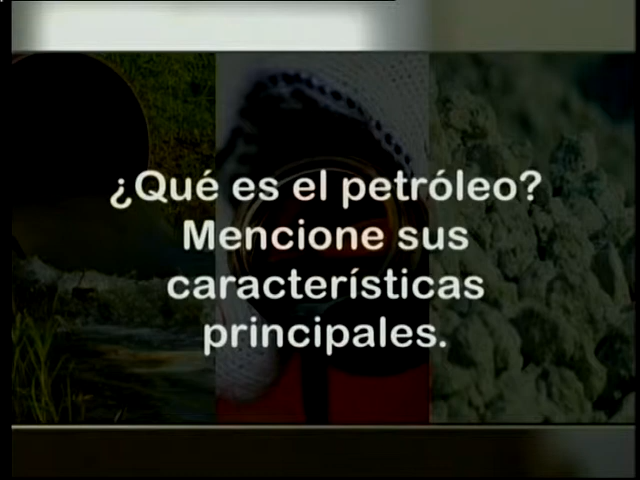 ¿Qué es el petróleo?
Mencione sus
características
principales.